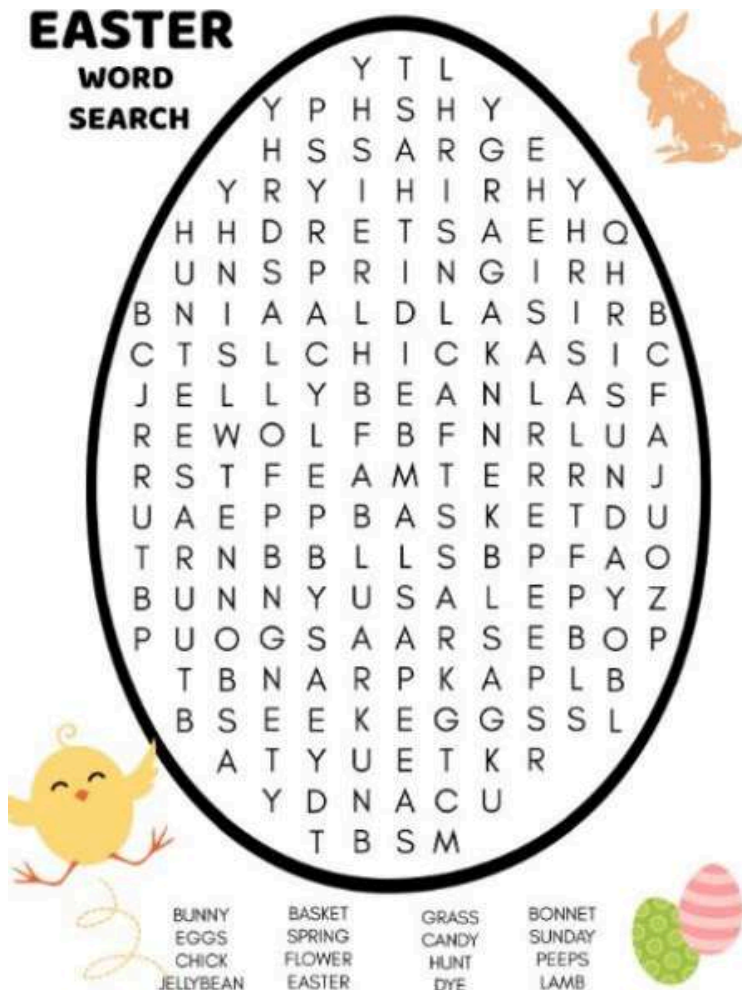 EASTER
WORD
SEARCH
Y T L
Y P H S H Y
H S S A R G E
Y R Y I H I R H Y
H H D R E T S A E H Q
U N S P R I N G I R H
B N I A A L D L A S I R B
C T S L C H I C K A S I C
J E L L Y B E A N L A S F
R E W O L F B F N R L U A
R S T F E A M T E R R N J
U A E P P B A S K E T D U
T R N B B L L S B P F A O
B U N N Y U S A L E P Y Z
P U O G S A A R S E B O P
T B N A R P K A P L B
B S E E K E G G S S L
A T Y U E T K R
Y D N A C U
T B S M
BUNNY BASKET GRASS BONNET
EGGS SPRING CANDY SUNDAY
CHICK FLOWER HUNT PEEPS
JELLYBEAN EASTER DYE LAMB